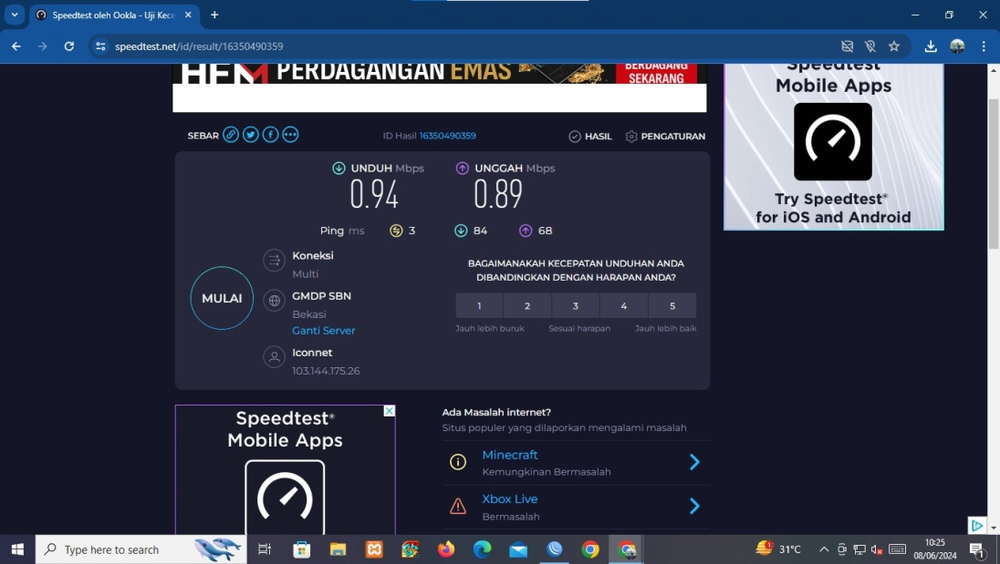 Speedtest oleh Ookla - Uji Kece
speedtest.net/id/result/16350490359
HFM PERDAGANGAN EMAS
BERDAGANG
SEKARANG
Speedtest
Mobile Apps
Try Speedtest®
for iOS and Android
SEBAR
ID Hasil 16350490359
HASIL
PENGATURAN
UNDUH Mbps
UNGGAH Mbps
0.94
0.89
Ping ms
3
84
68
MULAI
Koneksi
Multi
GMDP SBN
Bekasi
Ganti Server
Iconnet
103.144.175.26
BAGAIMANAKAH KECEPATAN UNDUHAN ANDA
DIBANDINGKAN DENGAN HARAPAN ANDA?
1 2 3 4 5
Jauh lebih buruk Sesuai harapan Jauh lebih baik
Speedtest®
Mobile Apps
Ada Masalah internet?
Situs populer yang dilaporkan mengalami masalah
Minecraft
Kemungkinan Bermasalah
Xbox Live
Bermasalah
Type here to search
31°C
10:25
08/06/2024
1